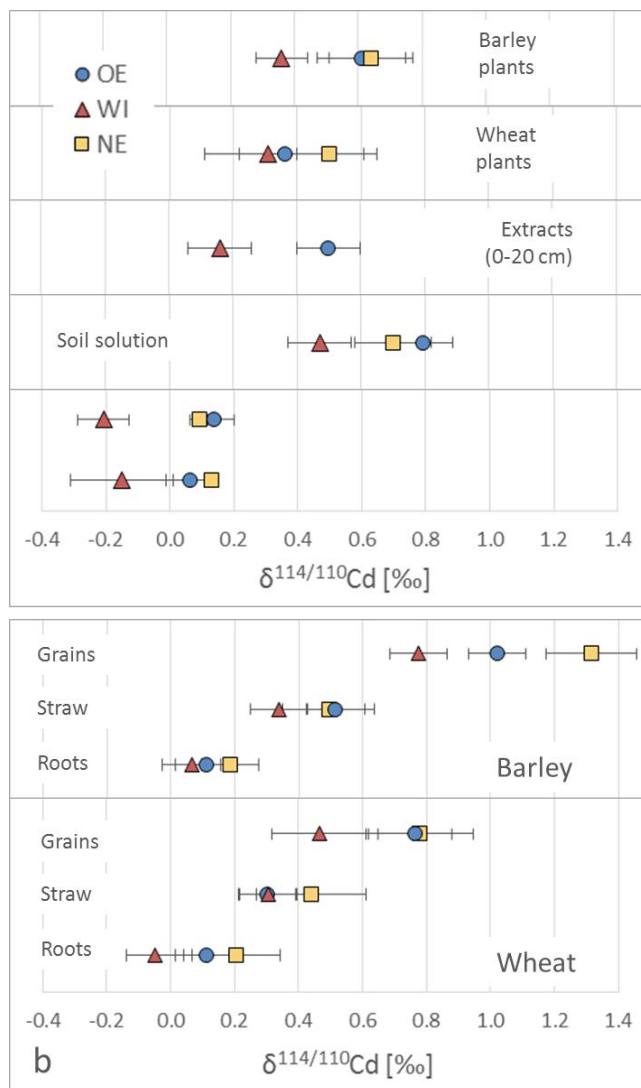 Barley
plants
OE
WI
NE
Wheat
plants
Extracts
(0-20 cm)
Soil solution
-0.4 -0.2 0.0 0.2 0.4 0.6 0.8 1.0 1.2 1.4
δ114/110Cd [‰]
Grains
Straw
Roots
Barley
Grains
Straw
Roots
Wheat
-0.4 -0.2 0.0 0.2 0.4 0.6 0.8 1.0 1.2 1.4
b δ114/110Cd [‰]